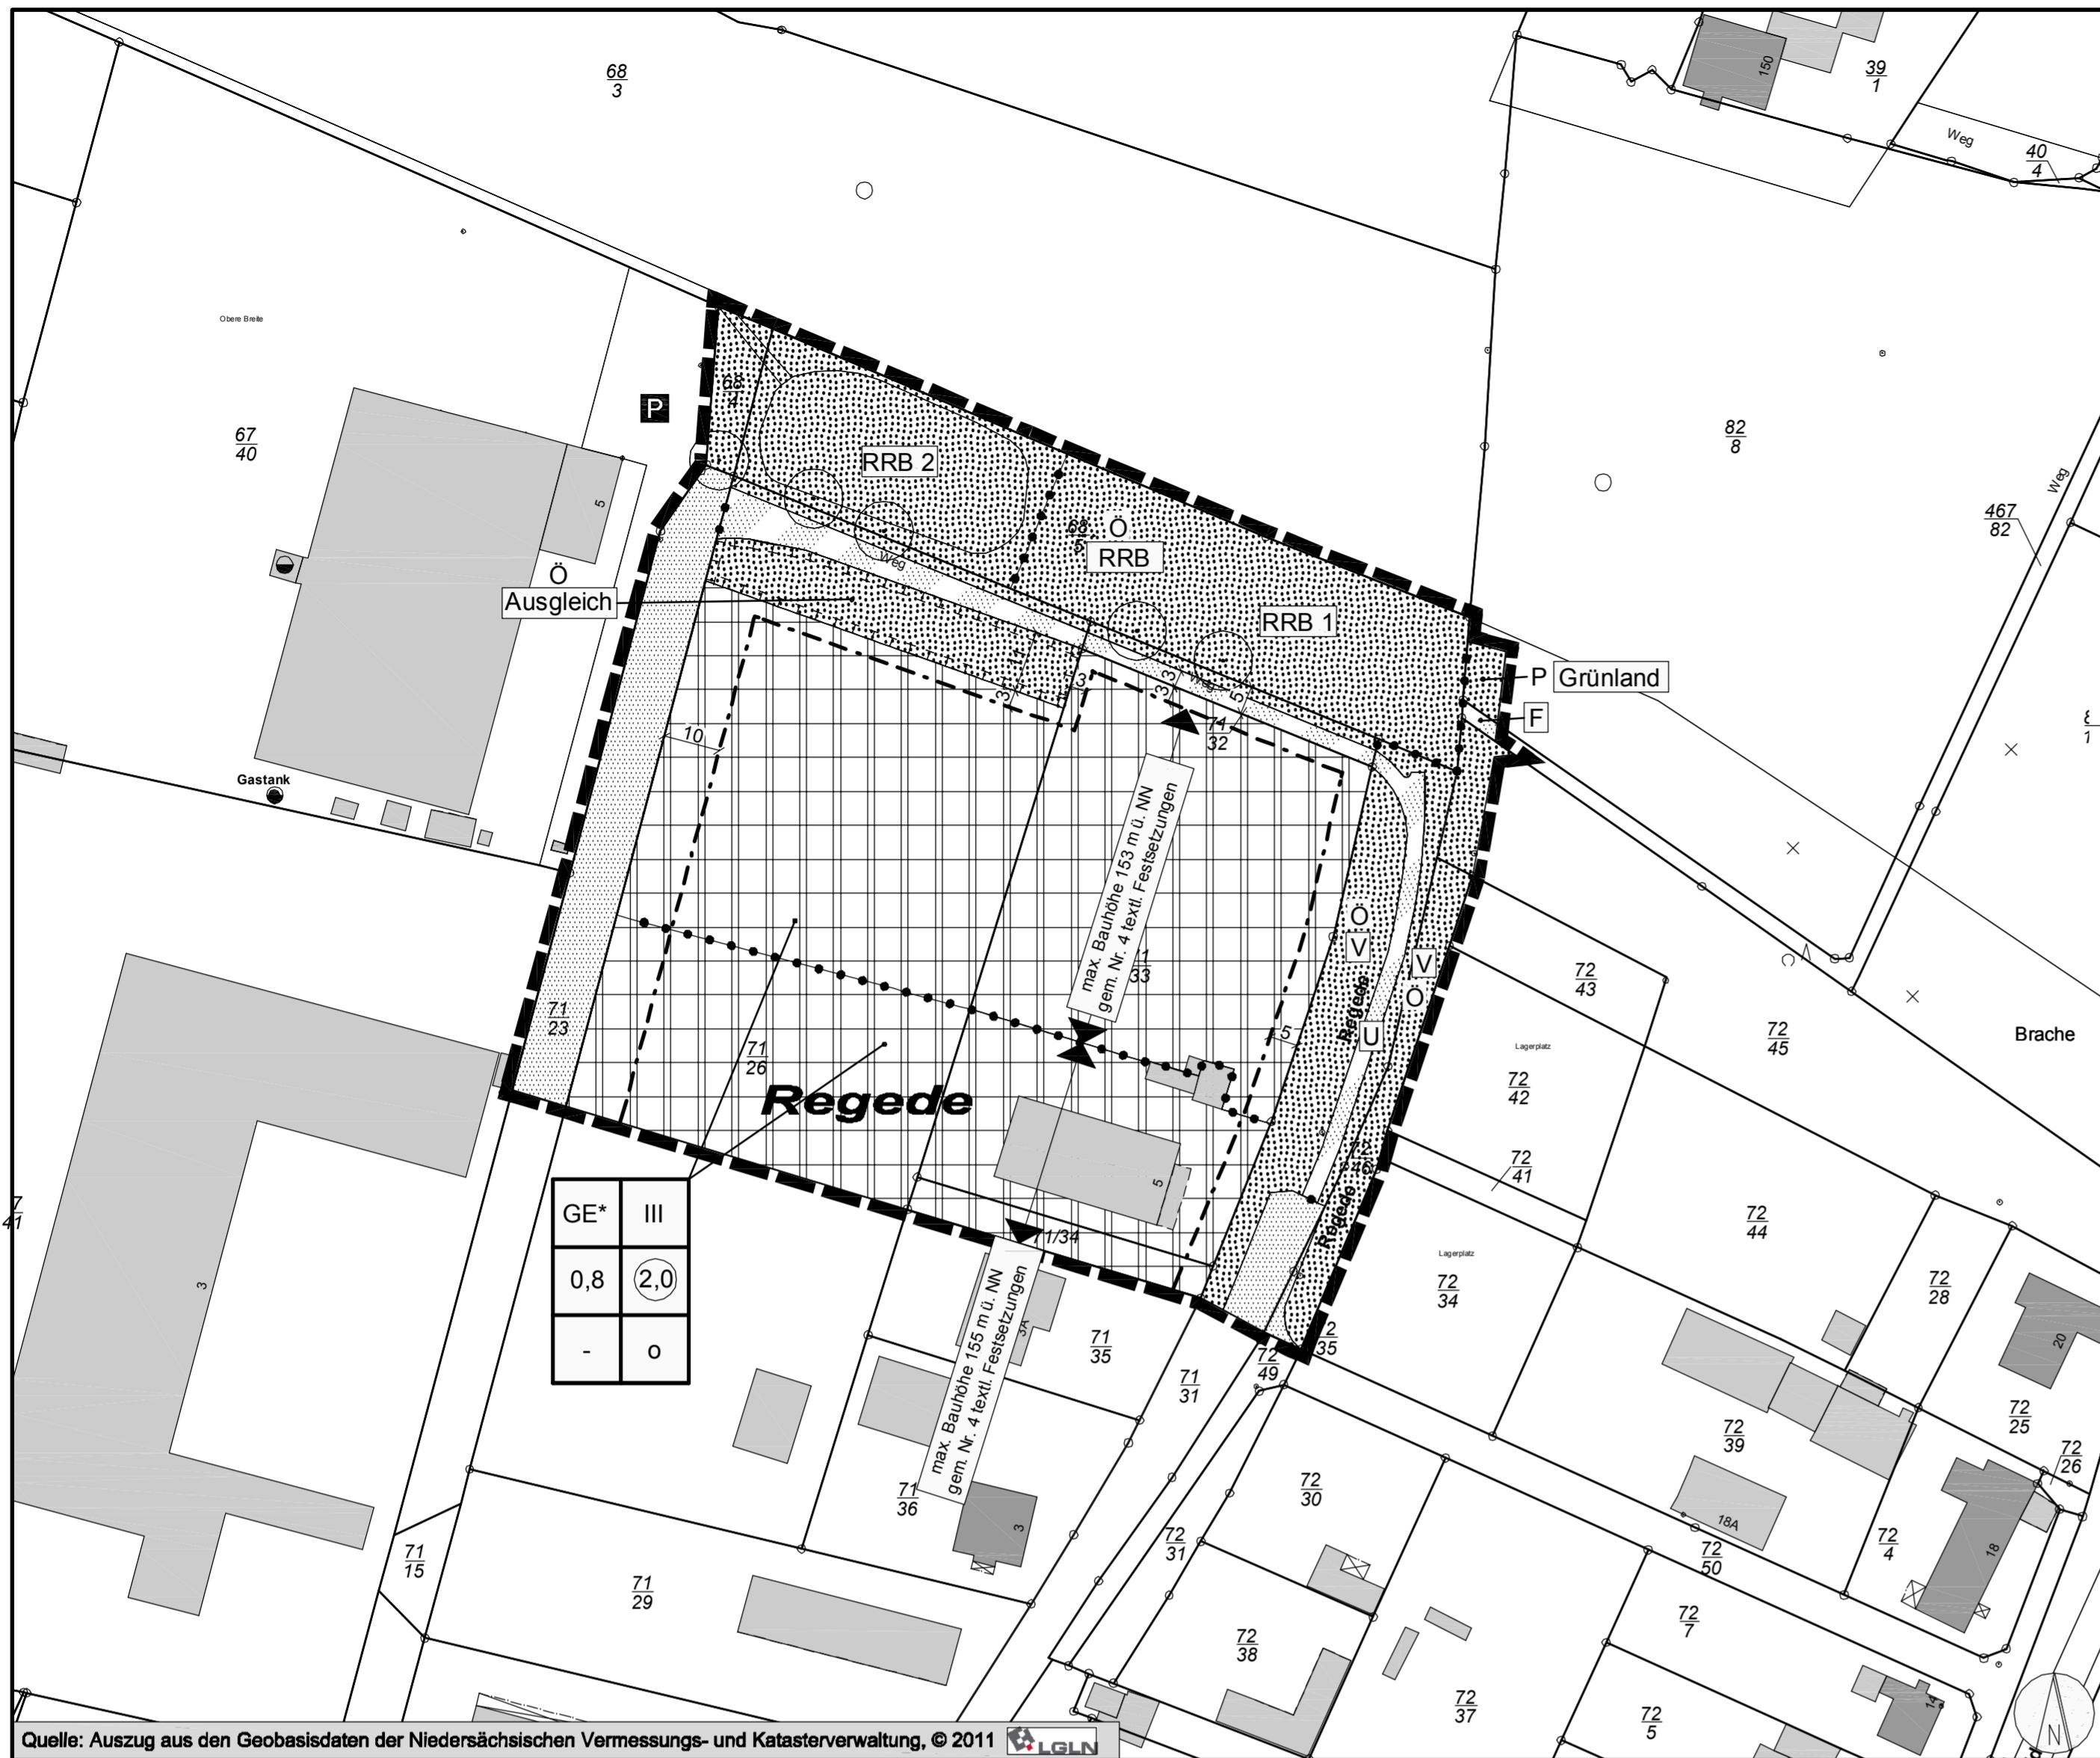 68
3
150
39
1
Weg
40
4
Obere Breite
67
40
5
P
68
4
RRB 2
68
5
Ö
RRB
RRB 1
82
8
467
82
Weg
Ö
Ausgleich
Weg
Weg
11
3
3
3
3
5
10
71
32
P Grünland
F
Gastank
max. Bauhöhe 153 m ü. NN
gem. Nr. 4 textl. Festsetzungen
33
71
23
71
26
Regede
5
5
Ö
V
V
Ö
U
Regede
Regede
72
43
72
45
Brache
Lagerplatz
72
42
72
41
72
44
Lagerplatz
72
34
72
28
20
41
3
GE* III
0,8 2,0
- o
71/34
max. Bauhöhe 155 m ü. NN
gem. Nr. 4 textl. Festsetzungen
3A
71
35
35
72
49
71
31
71
36
3
72
30
72
31
72
39
18A
72
50
72
25
72
26
72
4
18
71
15
71
29
72
38
72
37
72
7
72
5
14
N
Quelle: Auszug aus den Geobasisdaten der Niedersächsischen Vermessungs- und Katasterverwaltung, © 2011 LGLN